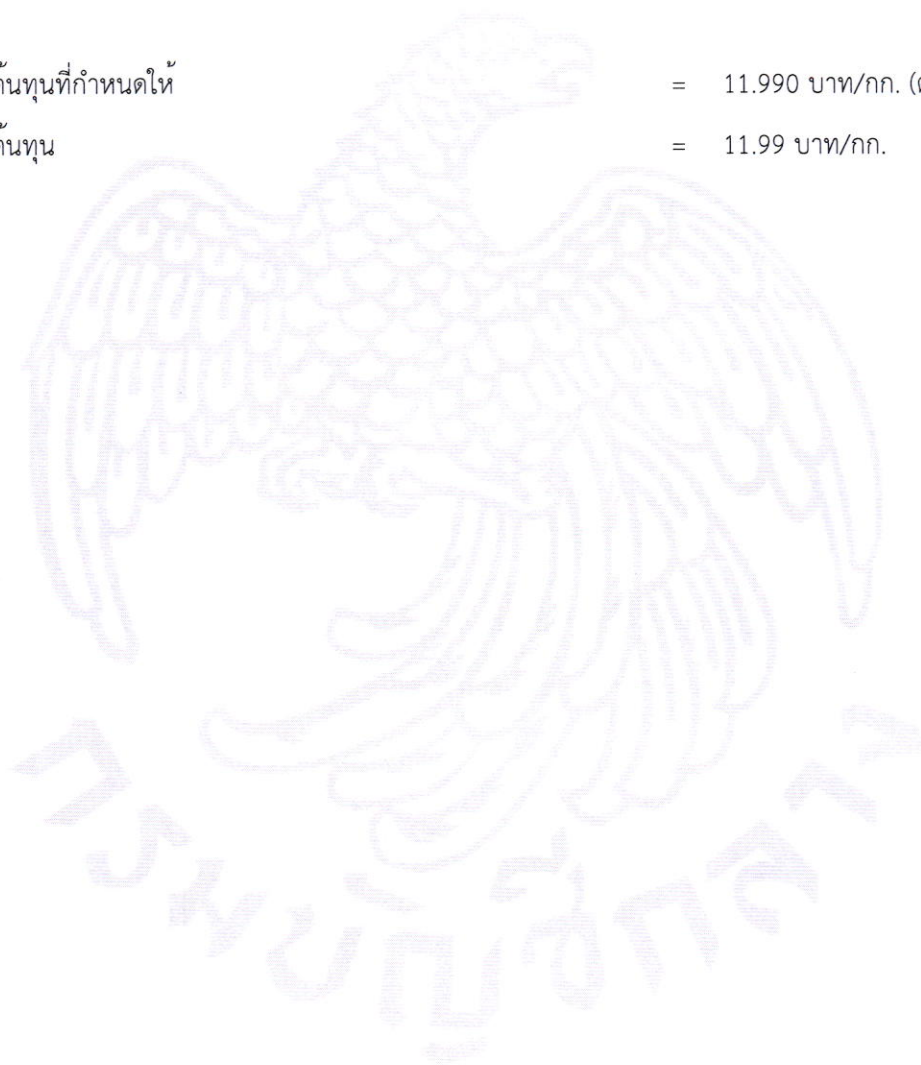 ต้นทุนที่กำหนดให้ = 11.990 บาท/กก.
ต้นทุน = 11.99 บาท/กก.
กรมบัญชีกลาง